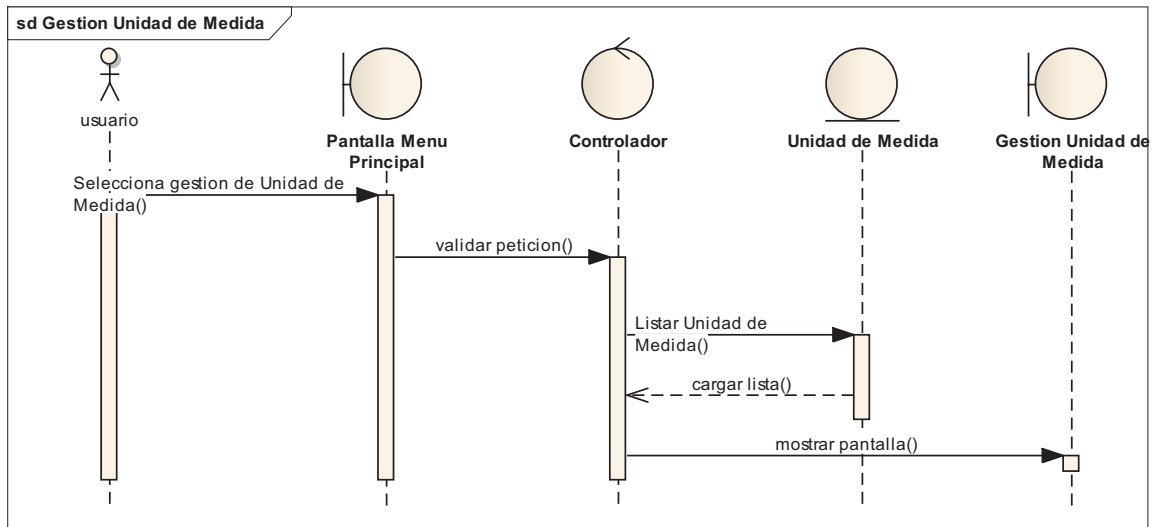 sd Gestion Unidad de Medida
usuario
Pantalla Menu
Principal
Controlador
Unidad de Medida
Gestion Unidad de
Medida
Selecciona gestion de Unidad de
Medida()
validar peticion()
Listar Unidad de
Medida()
cargar lista()
mostrar pantalla()